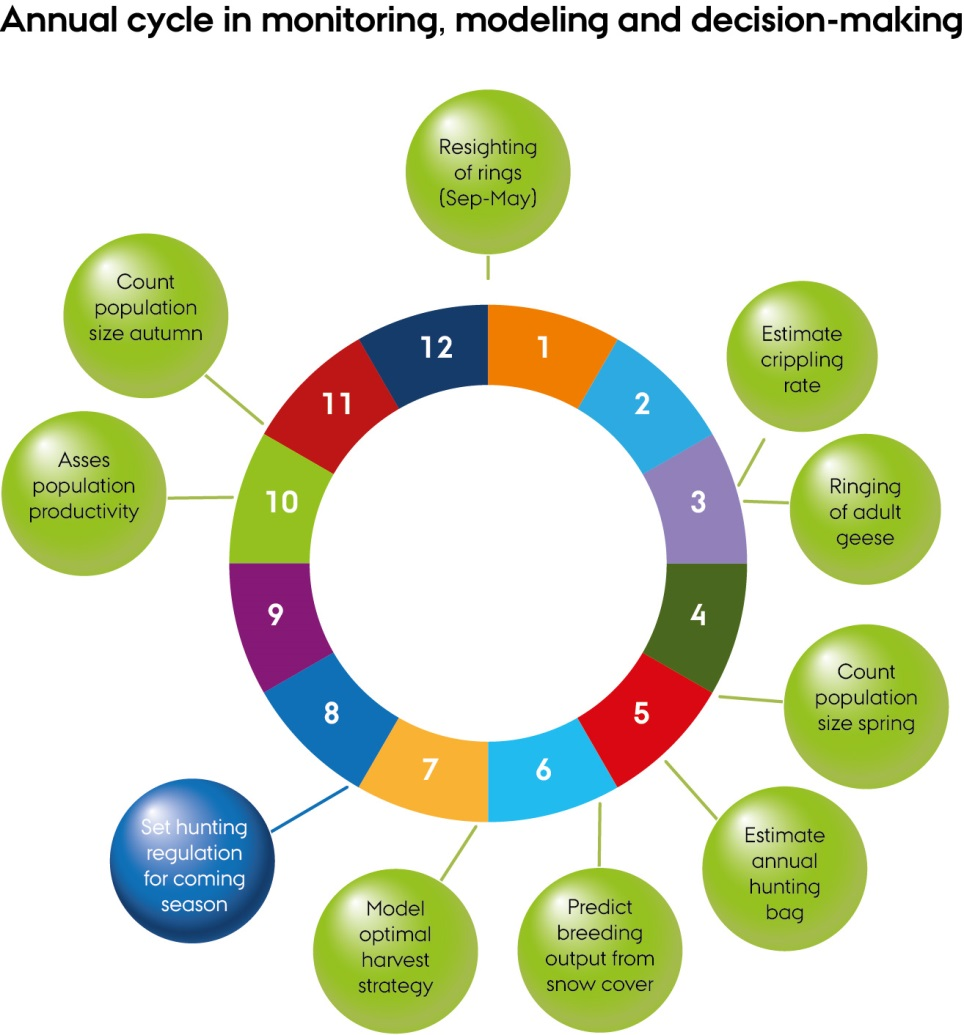 Annual cycle in monitoring, modeling and decision-making
Resighting
of rings
(Sep-May)
Count
population
size autumn
Estimate
crippling
rate
Asses
population
productivity
Ringing
of adult
geese
12
1
11
2
10
3
9
4
8
5
7
6
Count
population
size spring
Set hunting
regulation
for coming
season
Estimate
annual
hunting
bag
Model
optimal
harvest
strategy
Predict
breeding
output from
snow cover